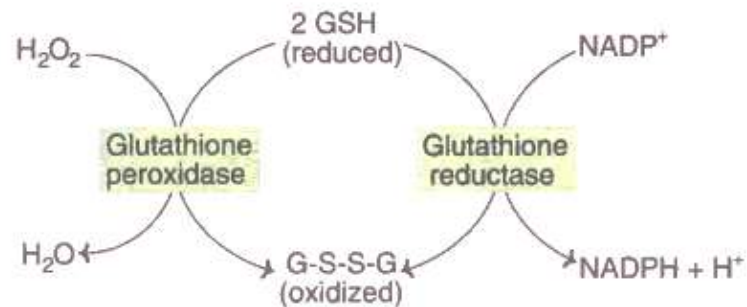 2 GSH
(reduced)
H₂O₂
NADP⁺
Glutathione
peroxidase
Glutathione
reductase
H₂O
G-S-S-G
(oxidized)
NADPH + H⁺